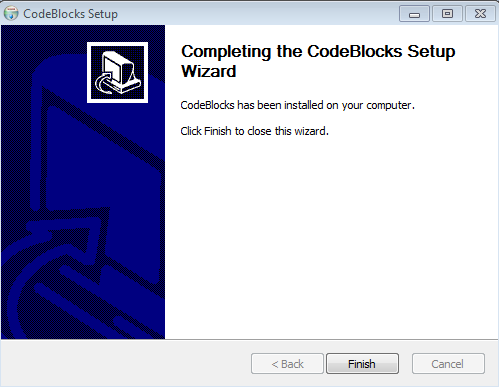 CodeBlocks Setup
Completing the CodeBlocks Setup
Wizard
CodeBlocks has been installed on your computer.
Click Finish to close this wizard.
< Back
Finish
Cancel